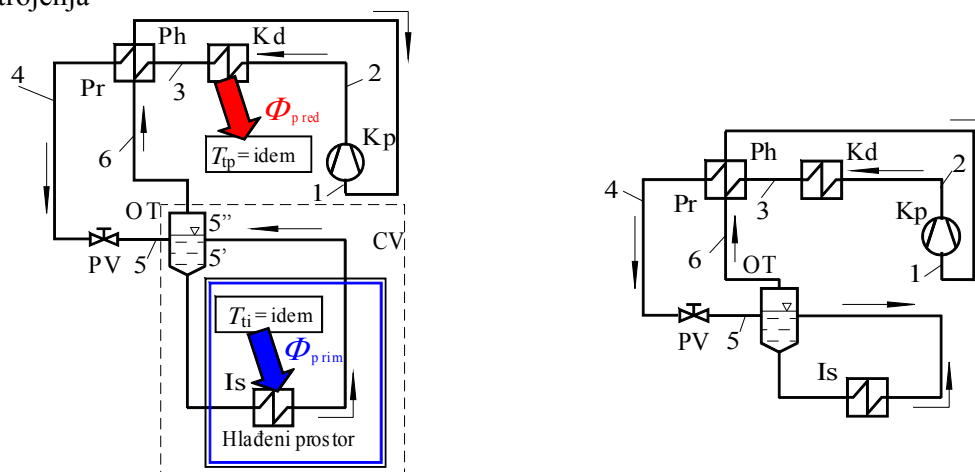 trojenja
Ph
Kd
4
Pr
3
2
Φp red
Ttp = idem
Kp
6
1
OT
5”
CV
PV
5
5’
Tti = idem
Φp rim
Is
Hlađeni prostor
Ph
Kd
2
4
Pr
3
Kp
6
OT
1
PV
5
Is